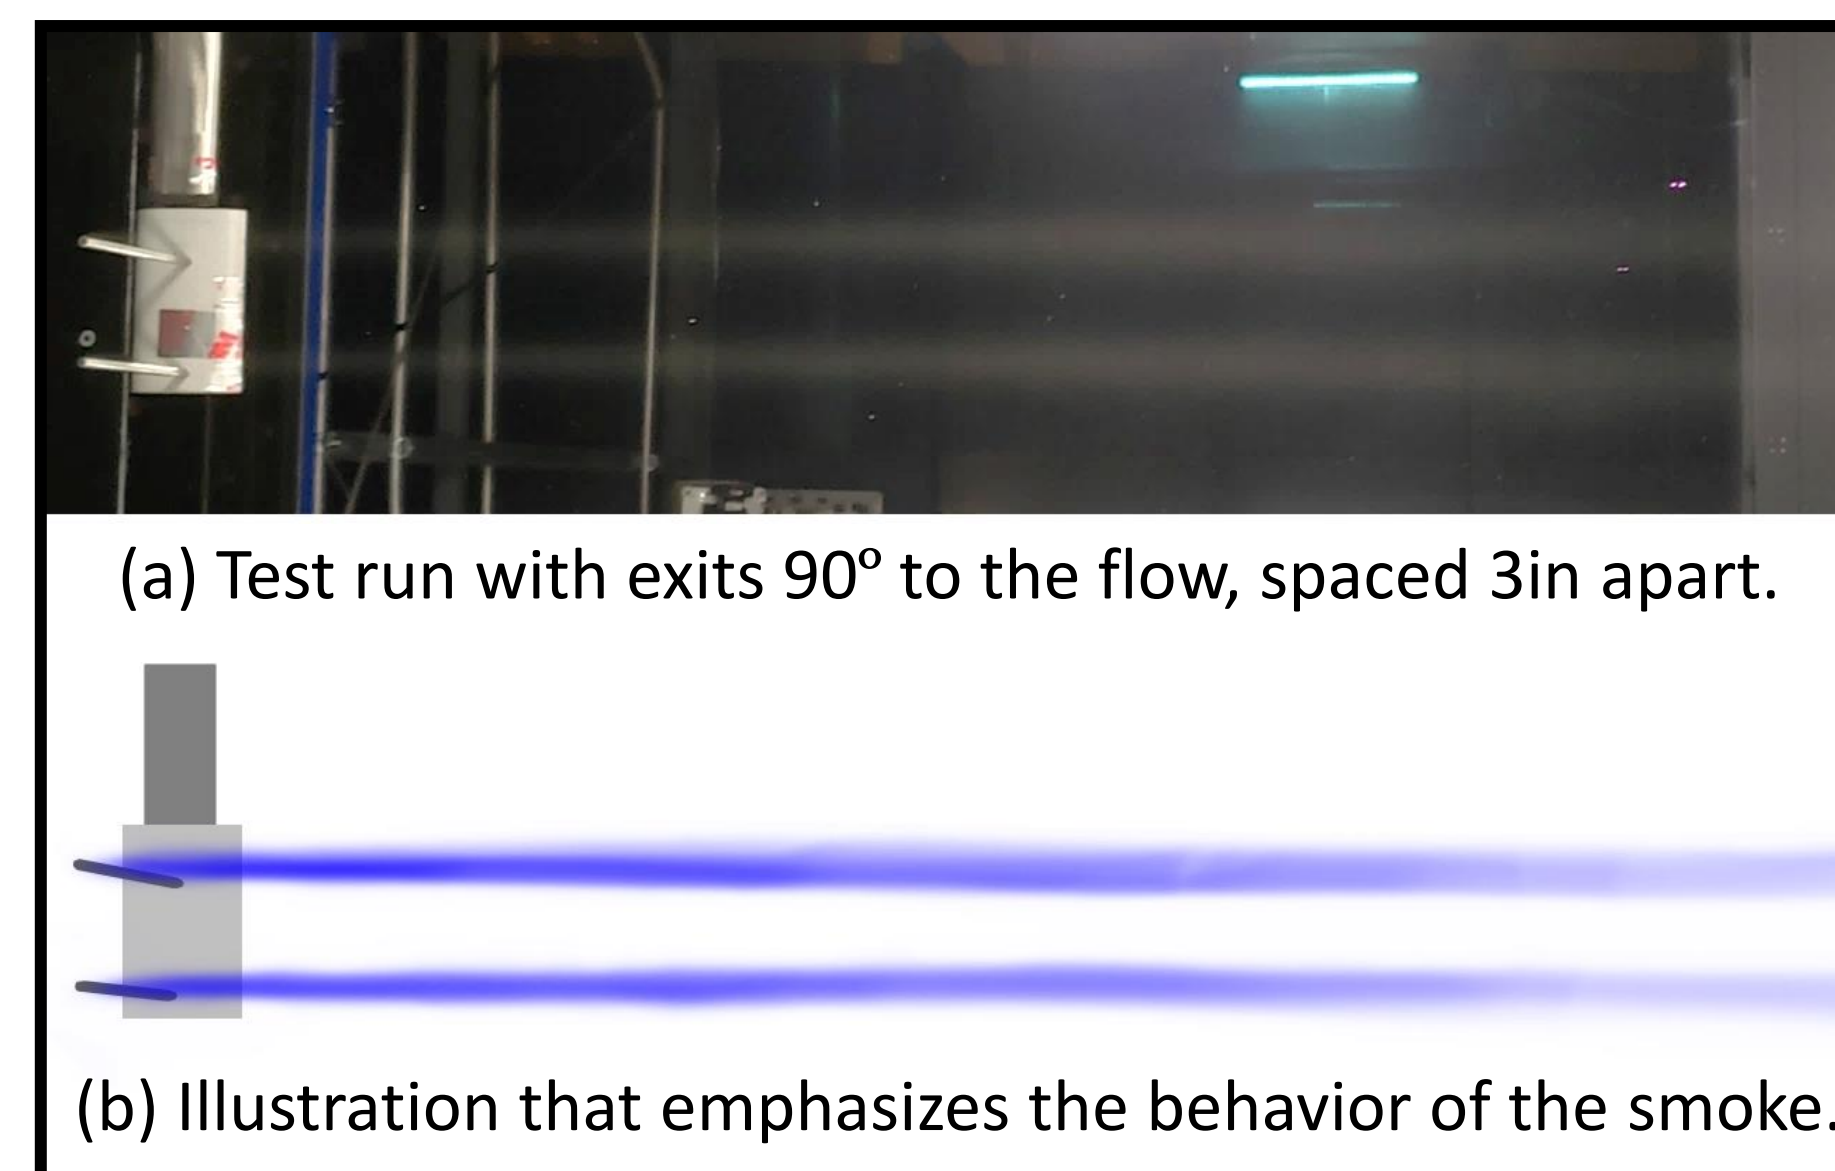 (a) Test run with exits 90º to the flow, spaced 3in apart.
(b) Illustration that emphasizes the behavior of the smoke.